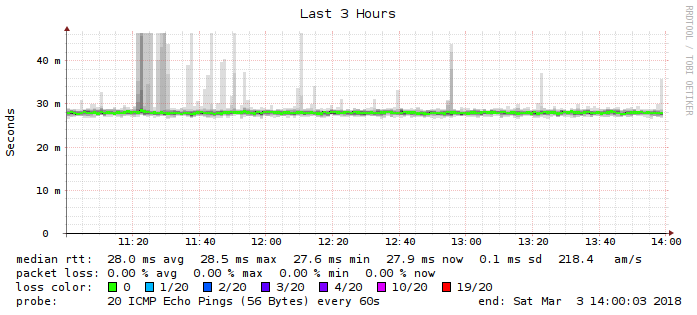 Last 3 Hours
RRDTOOL / TOBI OETIKER
Seconds
40 m
30 m
20 m
10 m
0
11:20 11:40 12:00 12:20 12:40 13:00 13:20 13:40 14:00
median rtt: 28.0 ms avg 28.5 ms max 27.6 ms min 27.9 ms now 0.1 ms sd 218.4 am/s
packet loss: 0.00 % avg 0.00 % max 0.00 % min 0.00 % now
loss color: 0 1/20 2/20 3/20 4/20 10/20 19/20
probe: 20 ICMP Echo Pings (56 Bytes) every 60s end: Sat Mar 3 14:00:03 2018